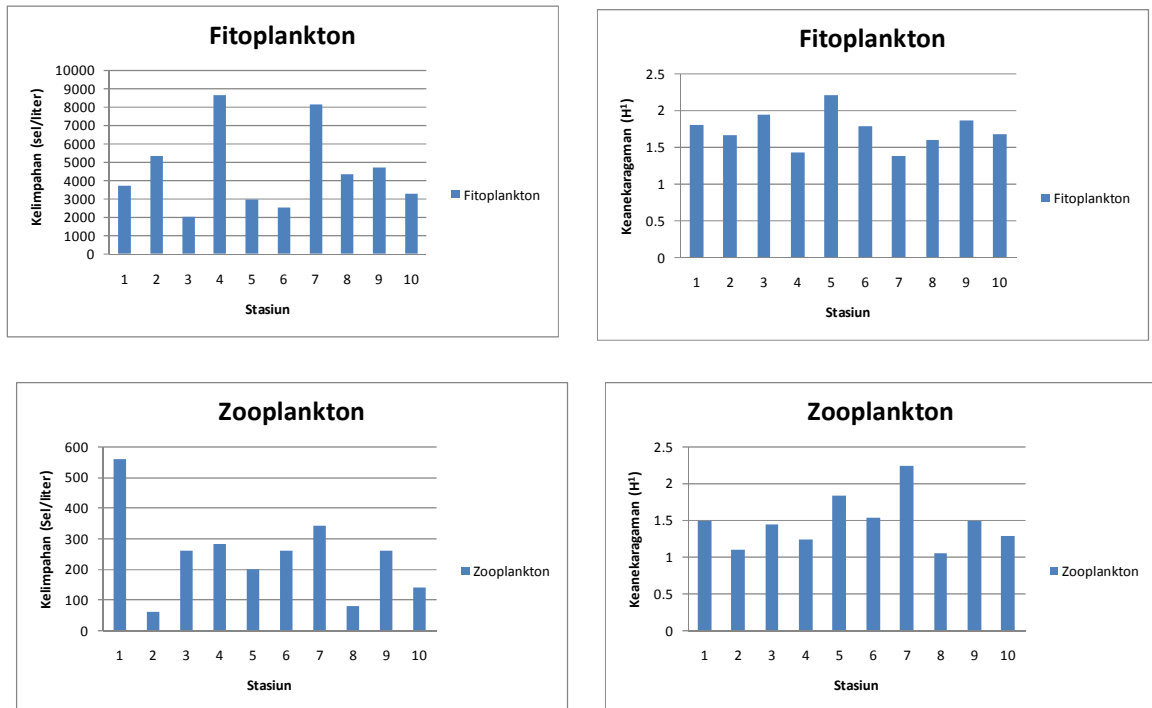 Fitoplankton
Kelimpahan (sel/liter)
10000
9000
8000
7000
6000
5000
4000
3000
2000
1000
0
1 2 3 4 5 6 7 8 9 10
Stasiun
Fitoplankton
Fitoplankton
Keanekaragaman (H¹)
2.5
2
1.5
1
0.5
0
1 2 3 4 5 6 7 8 9 10
Stasiun
Fitoplankton
Zooplankton
Kelimpahan (Sel/liter)
600
500
400
300
200
100
0
1 2 3 4 5 6 7 8 9 10
Stasiun
Zooplankton
Zooplankton
Keanekaragaman (H¹)
2.5
2
1.5
1
0.5
0
1 2 3 4 5 6 7 8 9 10
Stasiun
Zooplankton